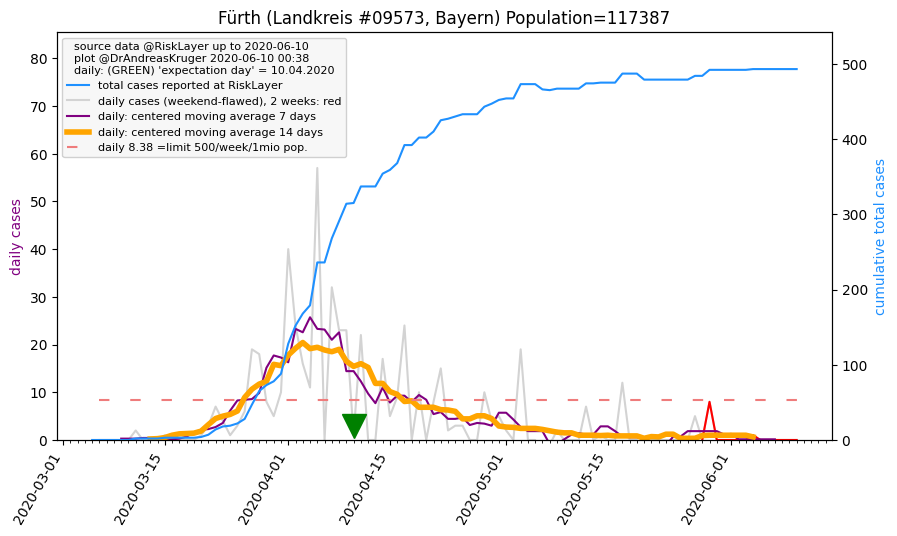 Fürth (Landkreis #09573, Bayern) Population=117387
source data @RiskLayer up to 2020-06-10
plot @DrAndreasKruger 2020-06-10 00:38
daily: (GREEN) 'expectation day' = 10.04.2020
total cases reported at RiskLayer
daily cases (weekend-flawed), 2 weeks: red
daily: centered moving average 7 days
daily: centered moving average 14 days
daily 8.38 =limit 500/week/1mio pop.
daily cases
80
70
60
50
40
30
20
10
0
500
400
300
200
100
0
cumulative total cases
2020-03-01
2020-03-15
2020-04-01
2020-04-15
2020-05-01
2020-05-15
2020-06-01